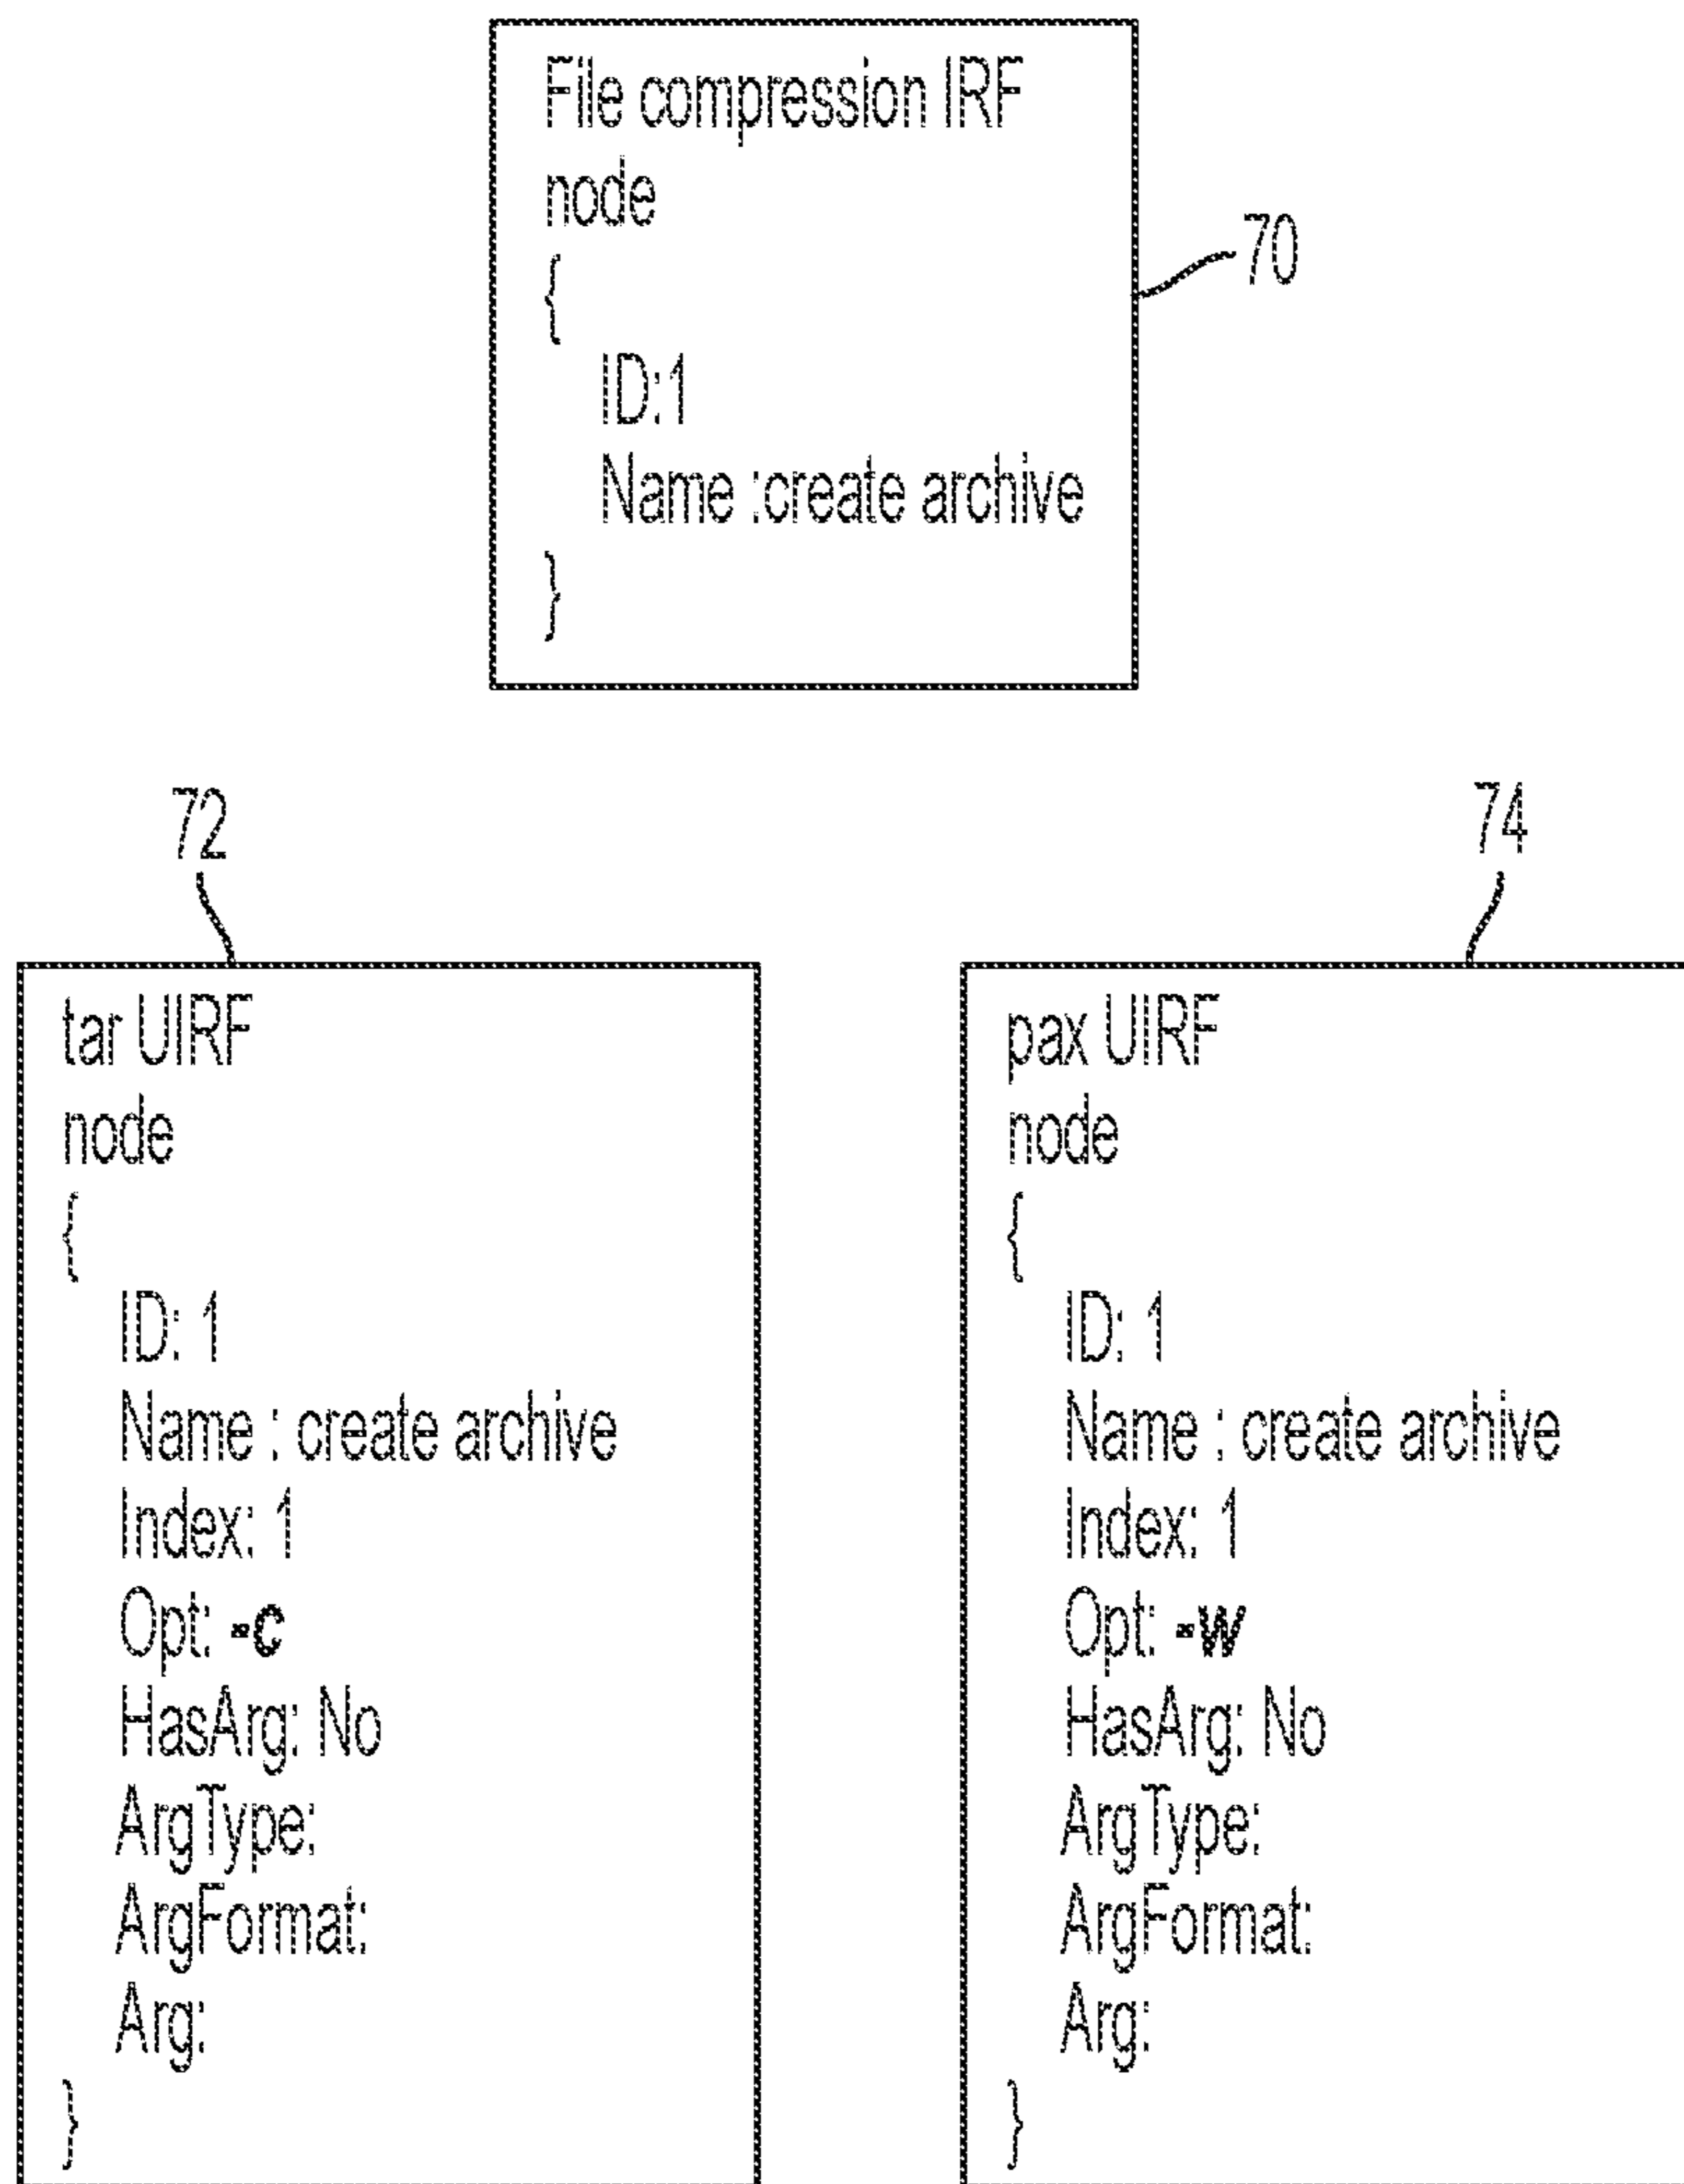 File compression IRF
node
{
ID:1
Name :create archive
}
70
72
tar UIRF
node
{
ID: 1
Name : create archive
Index: 1
Opt: -c
HasArg: No
ArgType:
ArgFormat:
Arg:
}
74
pax UIRF
node
{
ID: 1
Name : create archive
Index: 1
Opt: -w
HasArg: No
ArgType:
ArgFormat:
Arg:
}